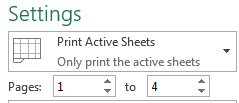 Settings
Print Active Sheets
Only print the active sheets
Pages: 1 to 4